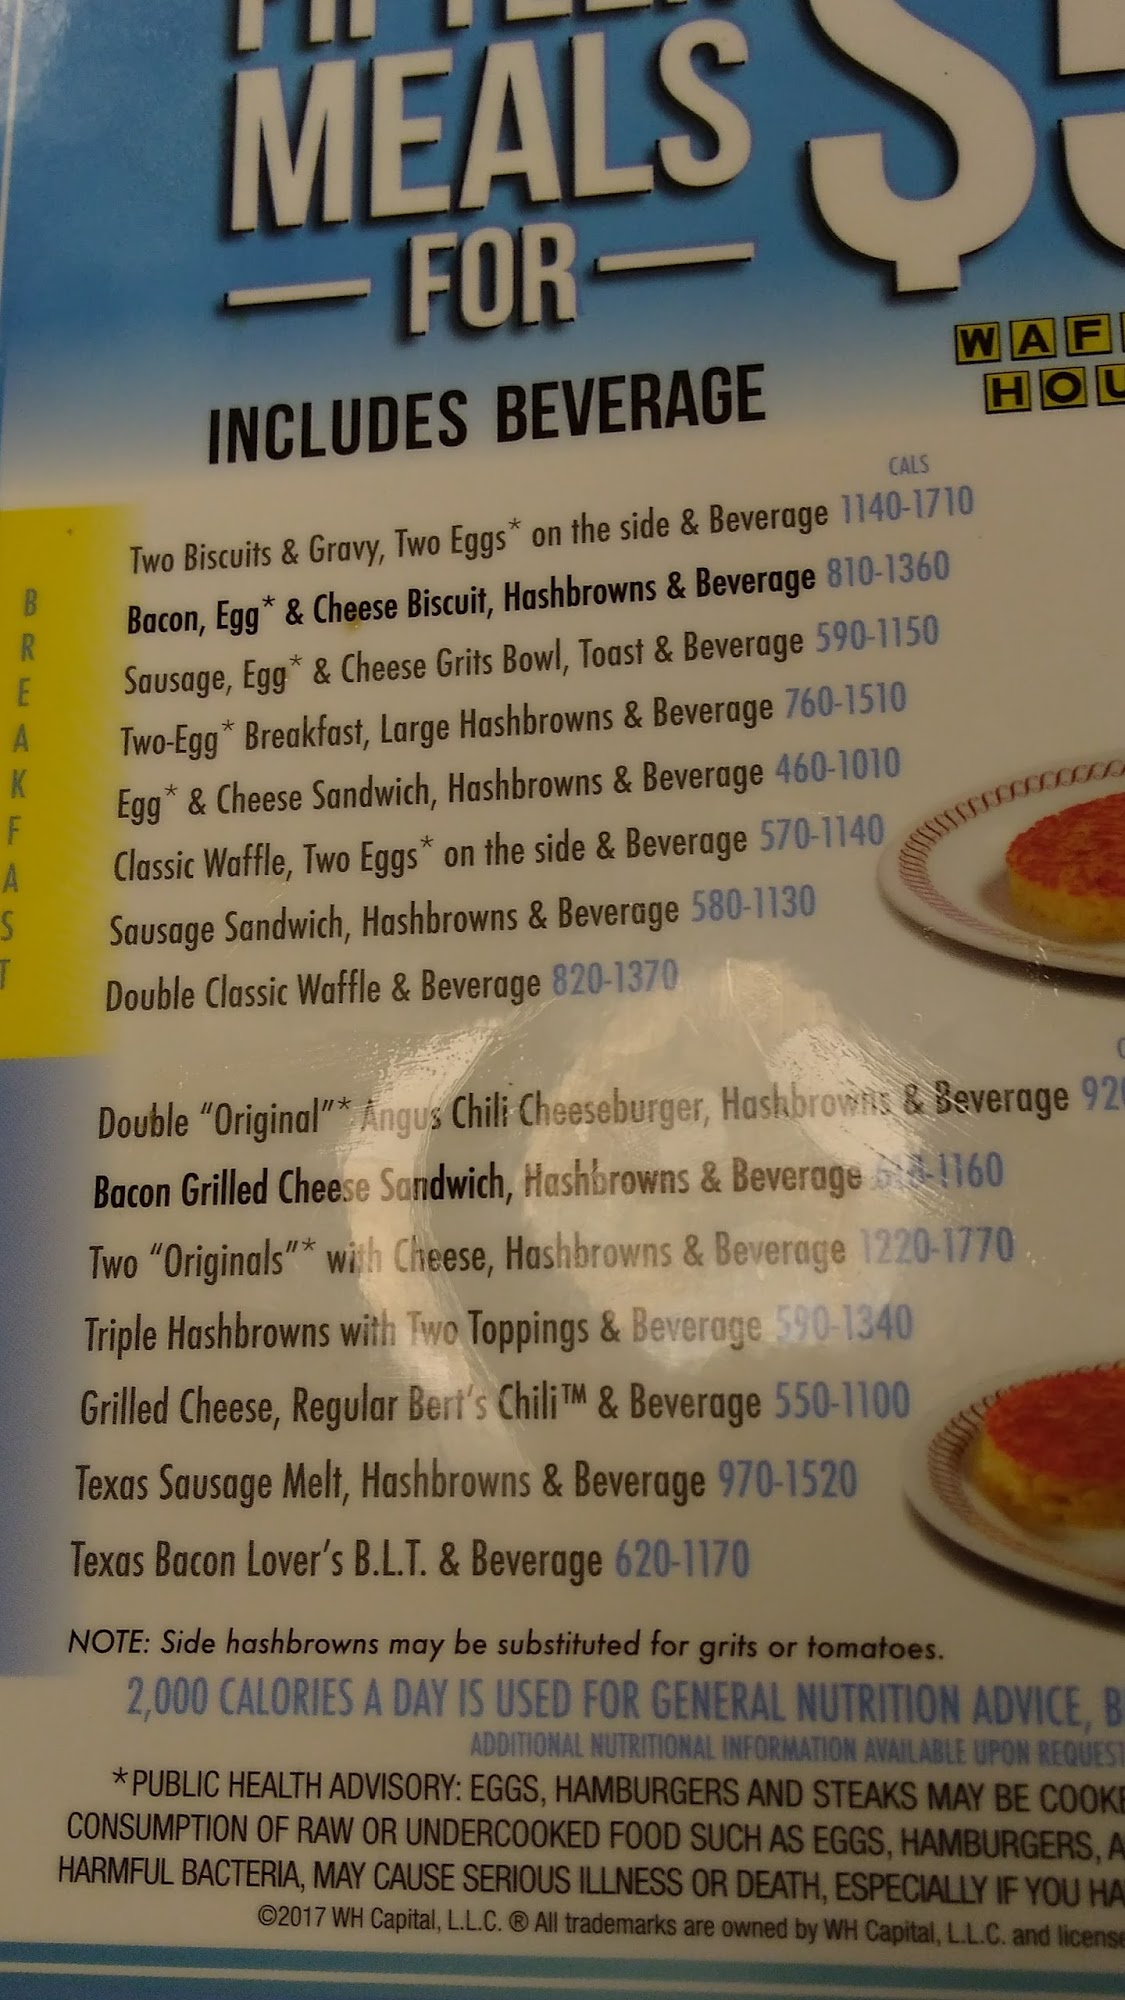 FIFTEEN
MEALS
FOR
$5
INCLUDES BEVERAGE
WAF
HOU
CALS
Two Biscuits & Gravy, Two Eggs* on the side & Beverage 1140-1710
Bacon, Egg* & Cheese Biscuit, Hashbrowns & Beverage 810-1360
Sausage, Egg* & Cheese Grits Bowl, Toast & Beverage 590-1150
Two-Egg* Breakfast, Large Hashbrowns & Beverage 760-1510
Egg* & Cheese Sandwich, Hashbrowns & Beverage 460-1010
Classic Waffle, Two Eggs* on the side & Beverage 570-1140
Sausage Sandwich, Hashbrowns & Beverage 580-1130
Double Classic Waffle & Beverage 820-1370
BREAKFAST
Double "Original"* Angus Chili Cheeseburger, Hashbrowns & Beverage 920
Bacon Grilled Cheese Sandwich, Hashbrowns & Beverage
Two "Originals"* with Cheese, Hashbrowns & Beverage 1220-1770
Triple Hashbrowns with Two Toppings & Beverage 590-1340
Grilled Cheese, Regular Bert's Chili™ & Beverage 550-1100
Texas Sausage Melt, Hashbrowns & Beverage 970-1520
Texas Bacon Lover's B.L.T. & Beverage 620-1170
NOTE: Side hashbrowns may be substituted for grits or tomatoes.
2,000 CALORIES A DAY IS USED FOR GENERAL NUTRITION ADVICE, B
ADDITIONAL NUTRITIONAL INFORMATION AVAILABLE UPON REQUEST
*PUBLIC HEALTH ADVISORY: EGGS, HAMBURGERS AND STEAKS MAY BE COOKE
CONSUMPTION OF RAW OR UNDERCOOKED FOOD SUCH AS EGGS, HAMBURGERS, A
HARMFUL BACTERIA, MAY CAUSE SERIOUS ILLNESS OR DEATH, ESPECIALLY IF YOU HA
©2017 WH Capital, L.L.C. ® All trademarks are owned by WH Capital, L.L.C. and license